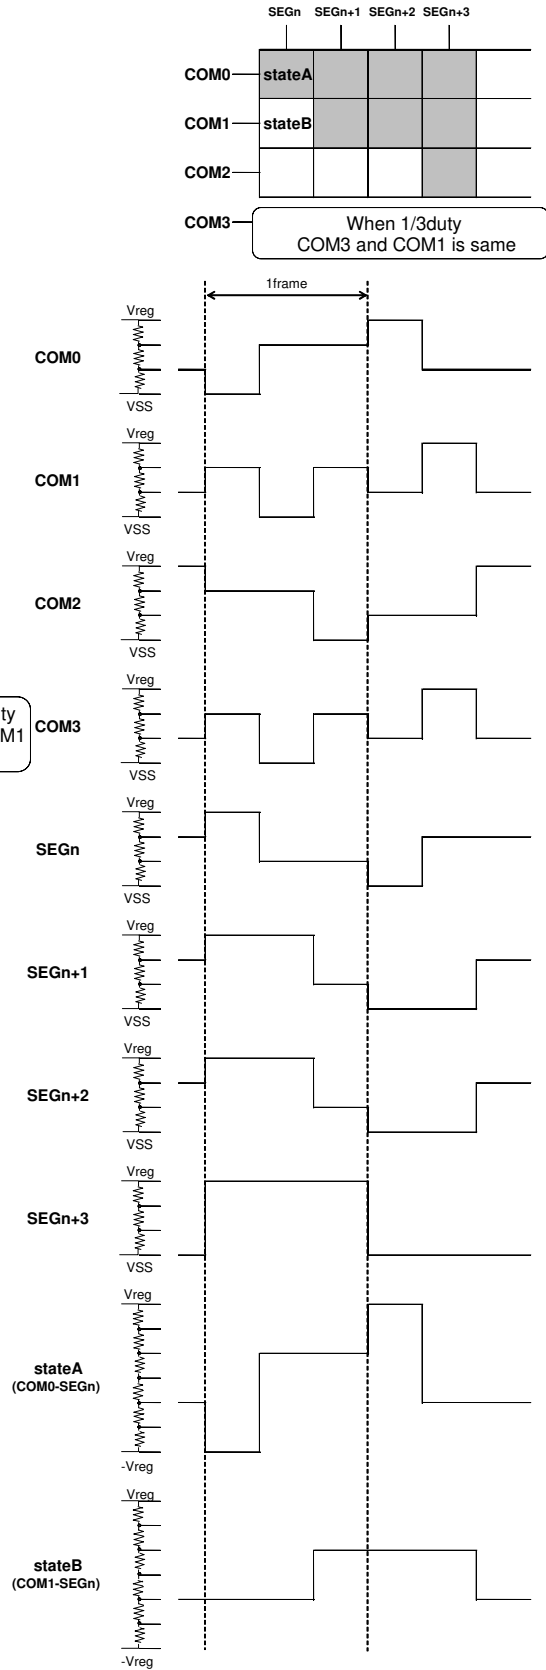 SEGn SEGn+1 SEGn+2 SEGn+3
COM0 stateA
COM1 stateB
COM2
COM3 When 1/3duty
COM3 and COM1 is same
1frame
Vreg
COM0
VSS
Vreg
COM1
VSS
Vreg
COM2
VSS
Vreg
ty
COM3
M1
VSS
Vreg
SEGn
VSS
Vreg
SEGn+1
VSS
Vreg
SEGn+2
VSS
Vreg
SEGn+3
VSS
Vreg
stateA
(COM0-SEGn)
-Vreg
Vreg
stateB
(COM1-SEGn)
-Vreg